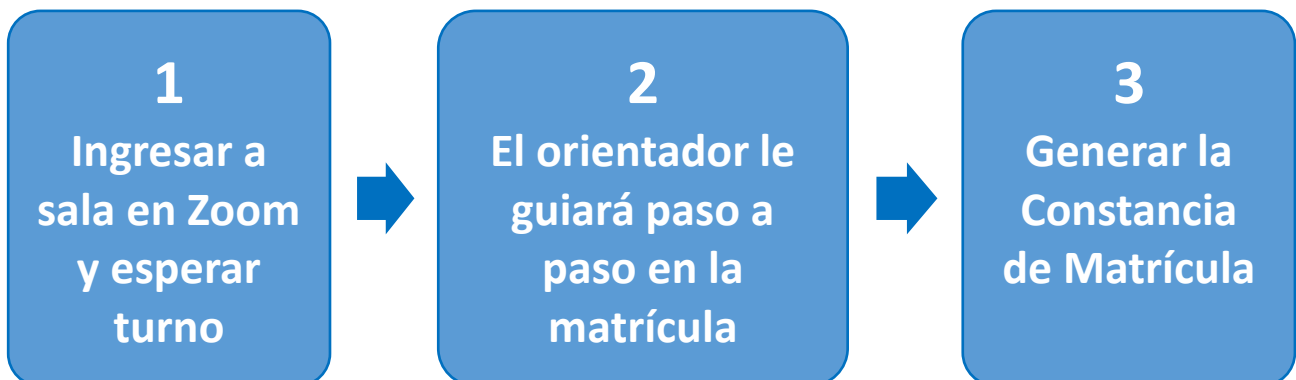 1
Ingresar a
sala en Zoom
y esperar
turno
2
El orientador le
guiará paso a
paso en la
matrícula
3
Generar la
Constancia
de Matrícula